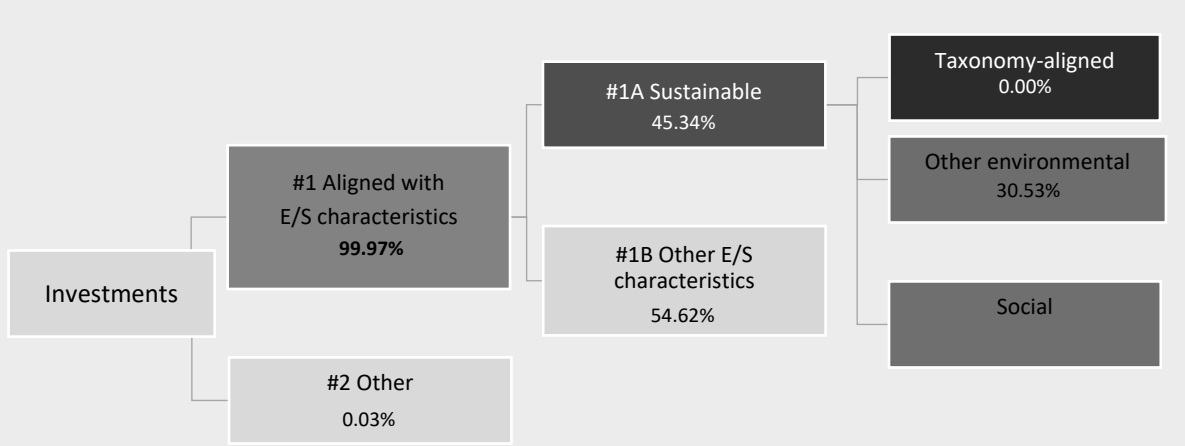 Investments
#1 Aligned with
E/S characteristics
99.97%
#2 Other
0.03%
#1A Sustainable
45.34%
#1B Other E/S
characteristics
54.62%
Taxonomy-aligned
0.00%
Other environmental
30.53%
Social